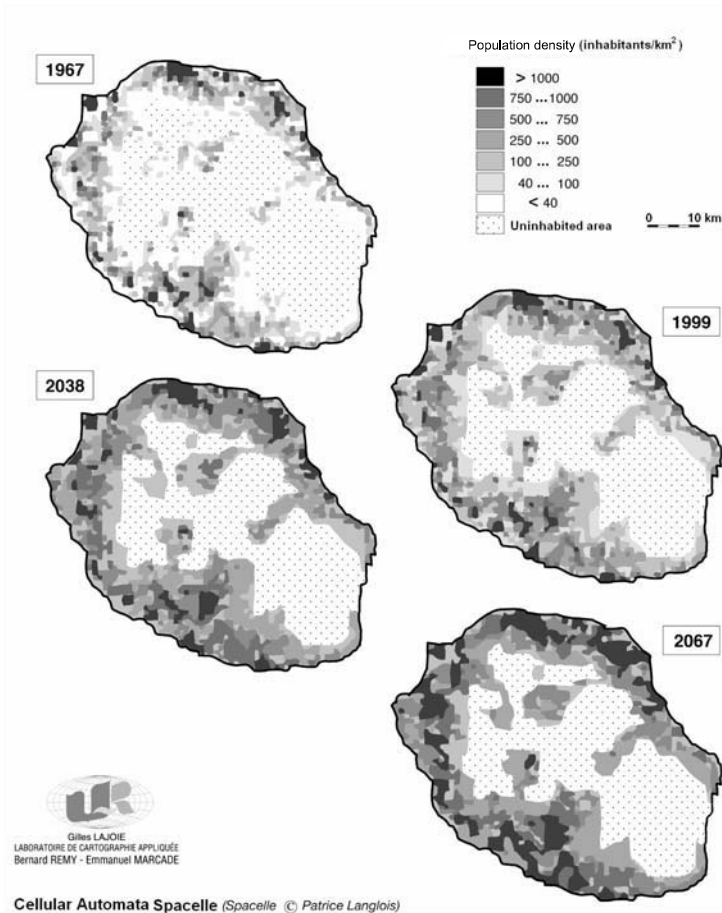 Population density (inhabitants/km²)
1967
> 1000
750 ... 1000
500 ... 750
250 ... 500
100 ... 250
40 ... 100
< 40
Uninhabited area
0 10 km
1999
2038
2067
Gilles LAJOIE
LABORATOIRE DE CARTOGRAPHIE APPLIQUÉE
Bernard REMY - Emmanuel MARCADE
Cellular Automata Spacelle (Spacelle © Patrice Langlois)